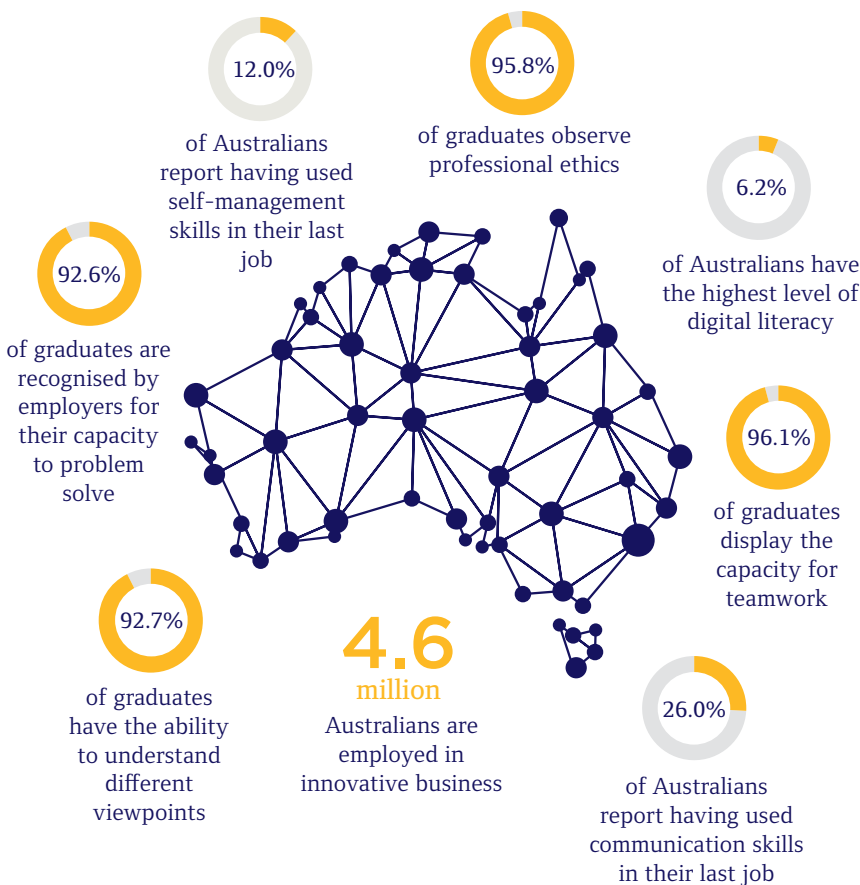 12.0%
of Australians
report having used
self-management
skills in their last
job
95.8%
of graduates observe
professional ethics
6.2%
of Australians have
the highest level of
digital literacy
92.6%
of graduates are
recognised by
employers for
their capacity
to problem
solve
96.1%
of graduates
display the
capacity for
teamwork
92.7%
of graduates
have the ability
to understand
different
viewpoints
4.6
million
Australians are
employed in
innovative business
26.0%
of Australians
report having used
communication skills
in their last job